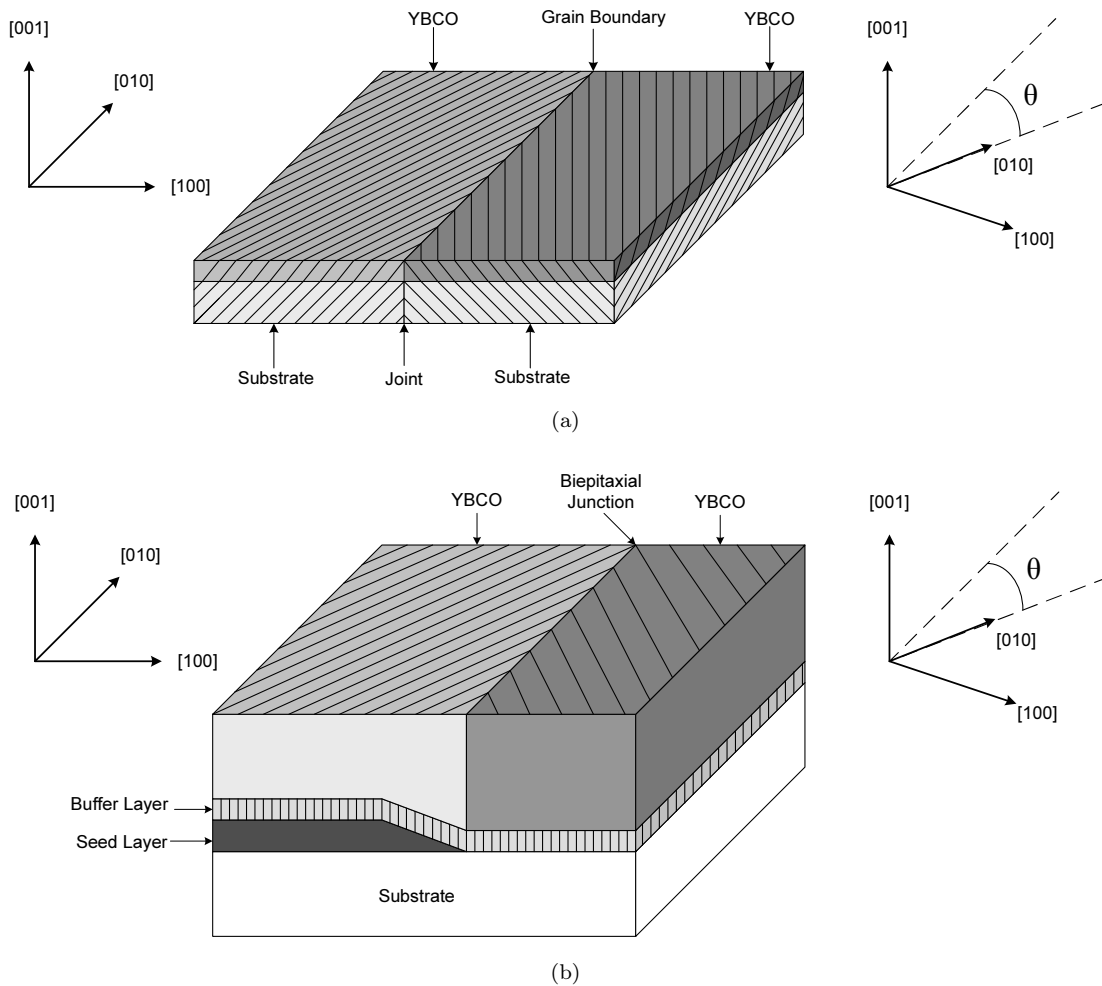 YBCO
Grain Boundary
YBCO
[001]
[010]
[100]
[001]
θ
[010]
[100]
Substrate
Joint
Substrate
(a)
Biepitaxial
Junction
YBCO
YBCO
[001]
[010]
[100]
[001]
θ
[010]
[100]
Buffer Layer
Seed Layer
Substrate
(b)